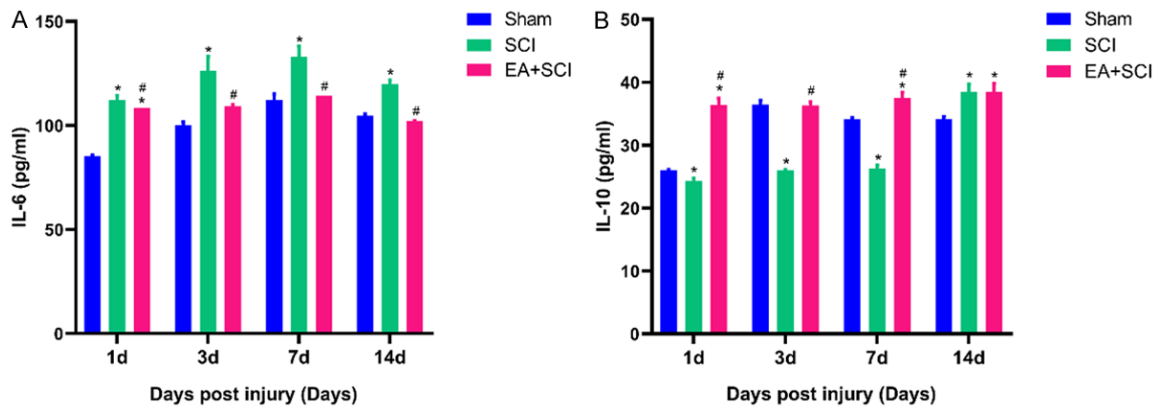 A
Sham
SCI
EA+SCI
IL-6 (pg/ml)
150
100
50
0
* # * * # * # * #
1d 3d 7d 14d
Days post injury (Days)
B
Sham
SCI
EA+SCI
IL-10 (pg/ml)
50
40
30
20
10
0
* # * * # * # * * *
1d 3d 7d 14d
Days post injury (Days)